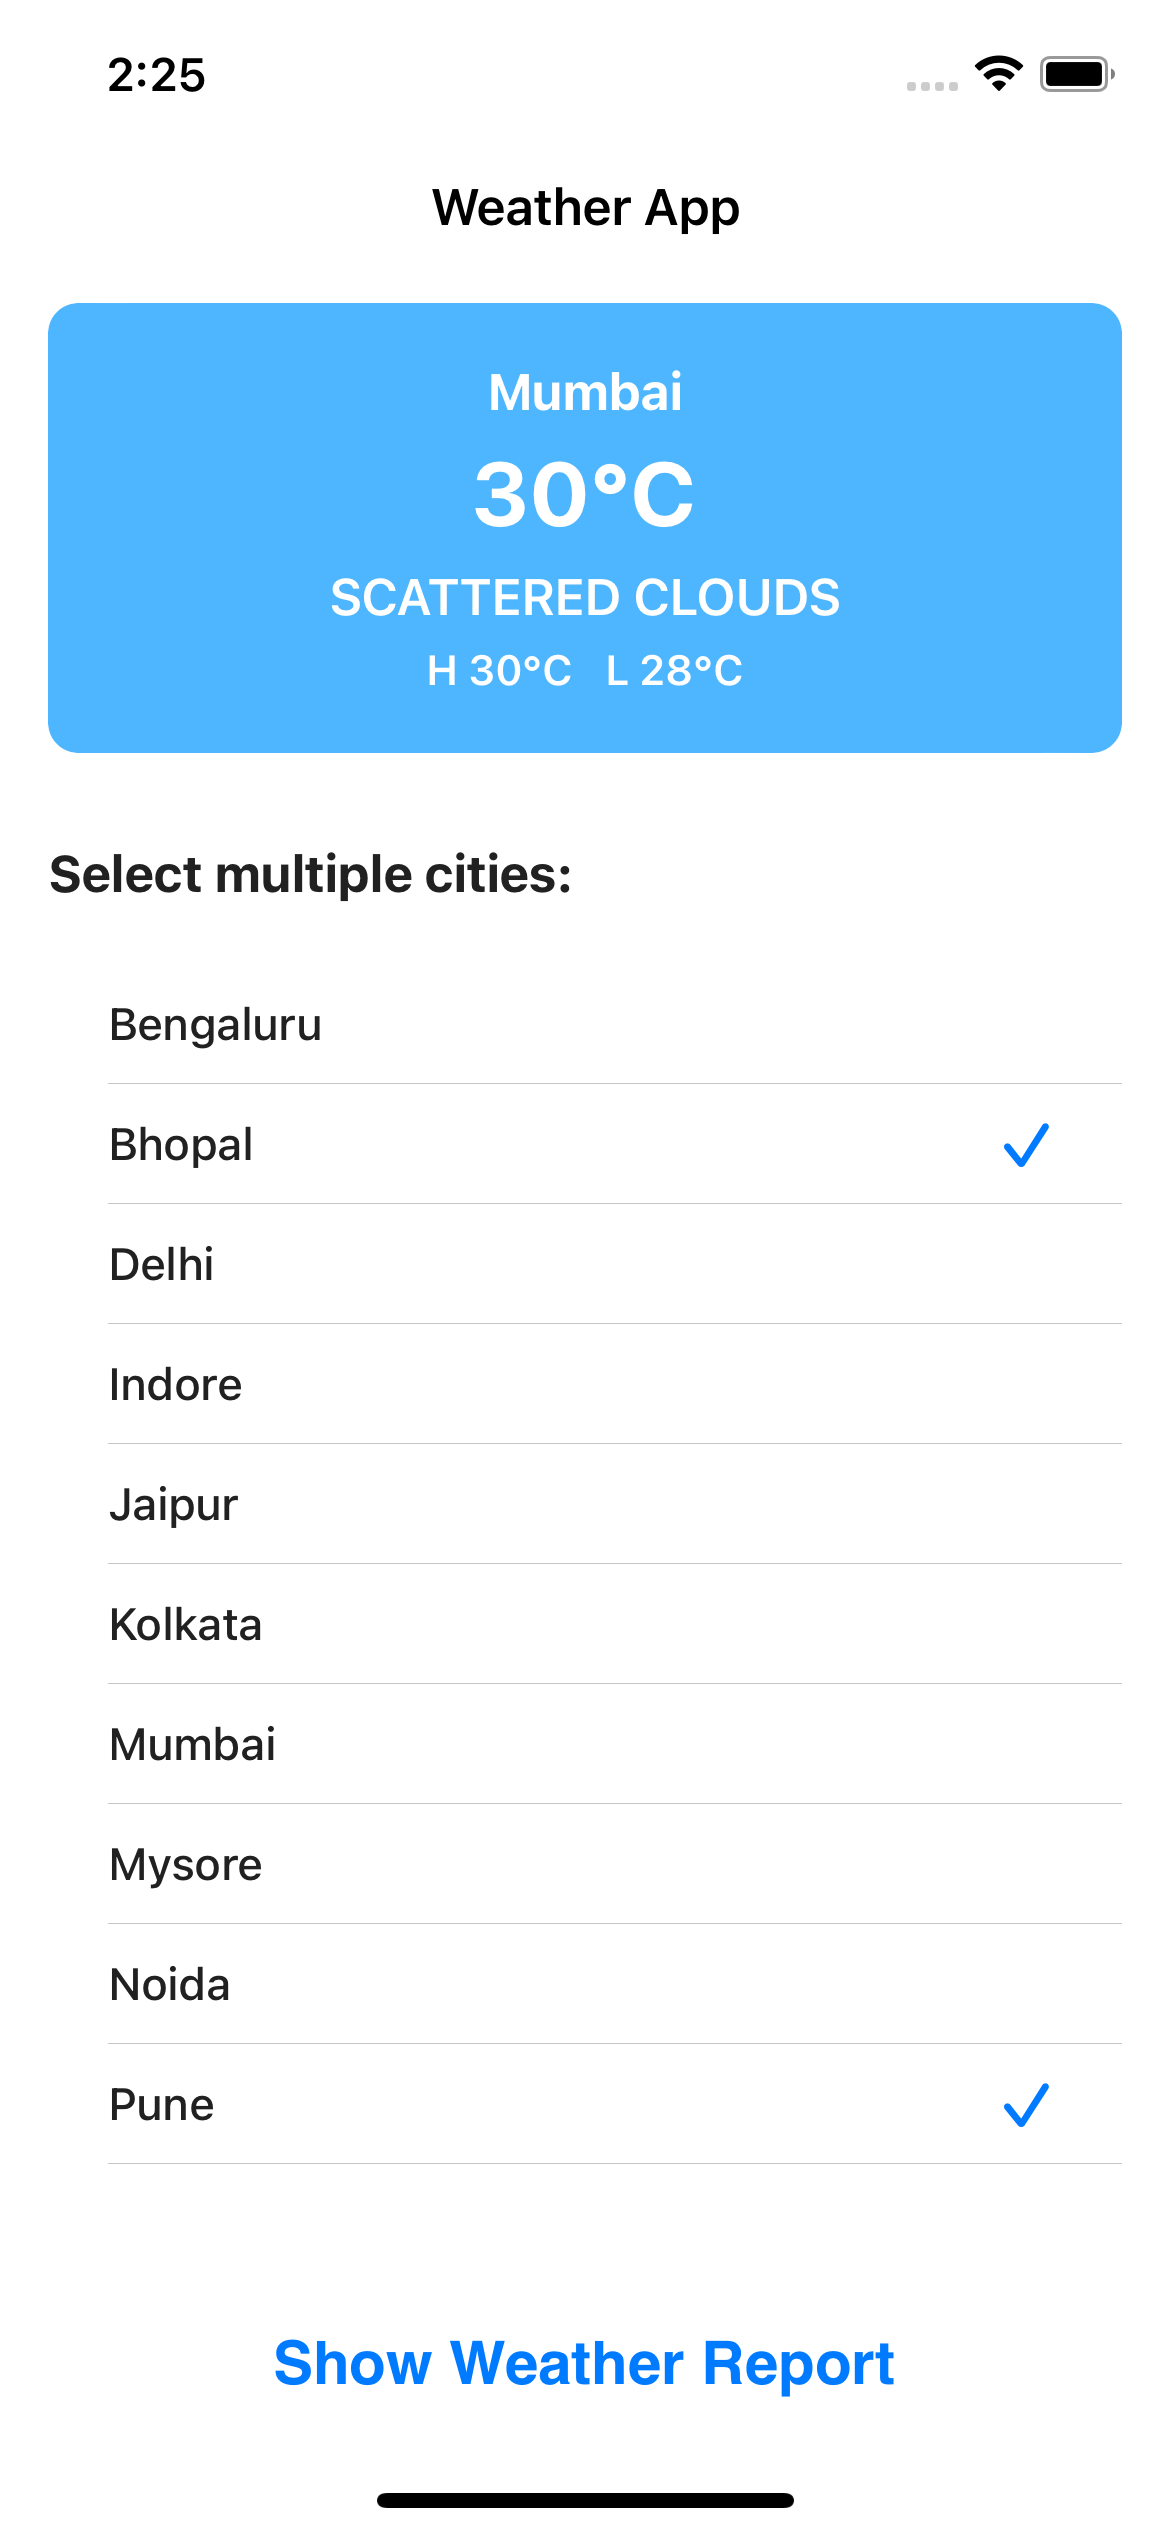 2:25
Weather App
Mumbai
30°C
SCATTERED CLOUDS
H 30°C L 28°C
Select multiple cities:
Bengaluru
Bhopal
Delhi
Indore
Jaipur
Kolkata
Mumbai
Mysore
Noida
Pune
Show Weather Report